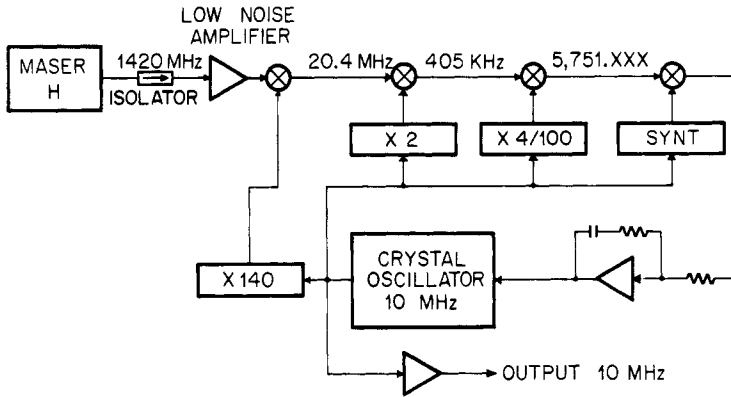 LOW NOISE
AMPLIFIER
MASER
H
1420 MHz
ISOLATOR
20.4 MHz
405 KHz
5,751.XXX
X 2
X 4/100
SYNT
X 140
CRYSTAL
OSCILLATOR
10 MHz
OUTPUT 10 MHz